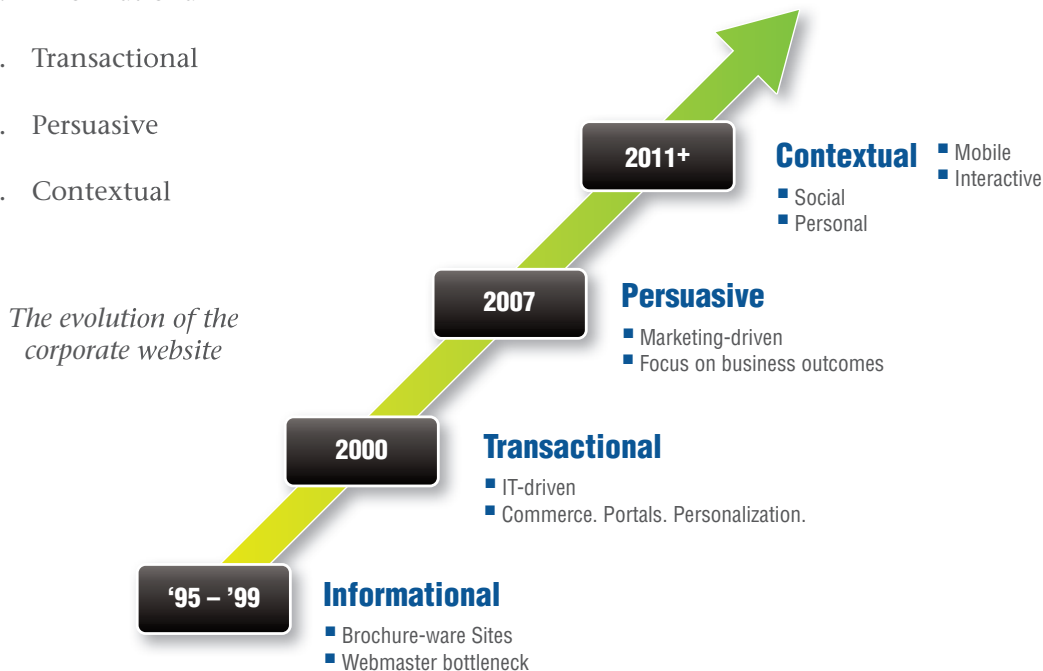 . Transactional
. Persuasive
. Contextual
The evolution of the
corporate website
2011+
Contextual
■ Social
■ Personal
■ Mobile
■ Interactive
2007
Persuasive
■ Marketing-driven
■ Focus on business outcomes
2000
Transactional
■ IT-driven
■ Commerce. Portals. Personalization.
‘95 – ’99
Informational
■ Brochure-ware Sites
■ Webmaster bottleneck